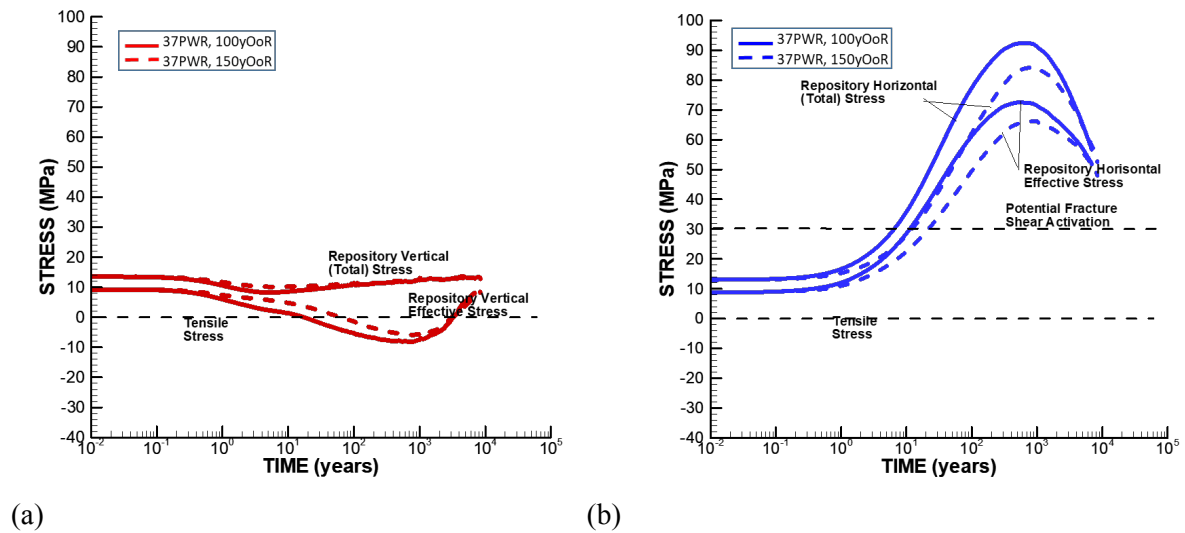 37PWR, 100yOoR
37PWR, 150yOoR
100
90
80
70
60
50
40
30
20
10
0
-10
-20
-30
-40
STRESS (MPa)
Repository Vertical
(Total) Stress
Repository Vertical
Effective Stress
Tensile
Stress
10-2 10-1 100 101 102 103 104 105
TIME (years)
(a)
37PWR, 100yOoR
37PWR, 150yOoR
100
90
80
70
60
50
40
30
20
10
0
-10
-20
-30
-40
STRESS (MPa)
Repository Horizontal
(Total) Stress
Repository Horisontal
Effective Stress
Potential Fracture
Shear Activation
Tensile
Stress
10-2 10-1 100 101 102 103 104 105
TIME (years)
(b)